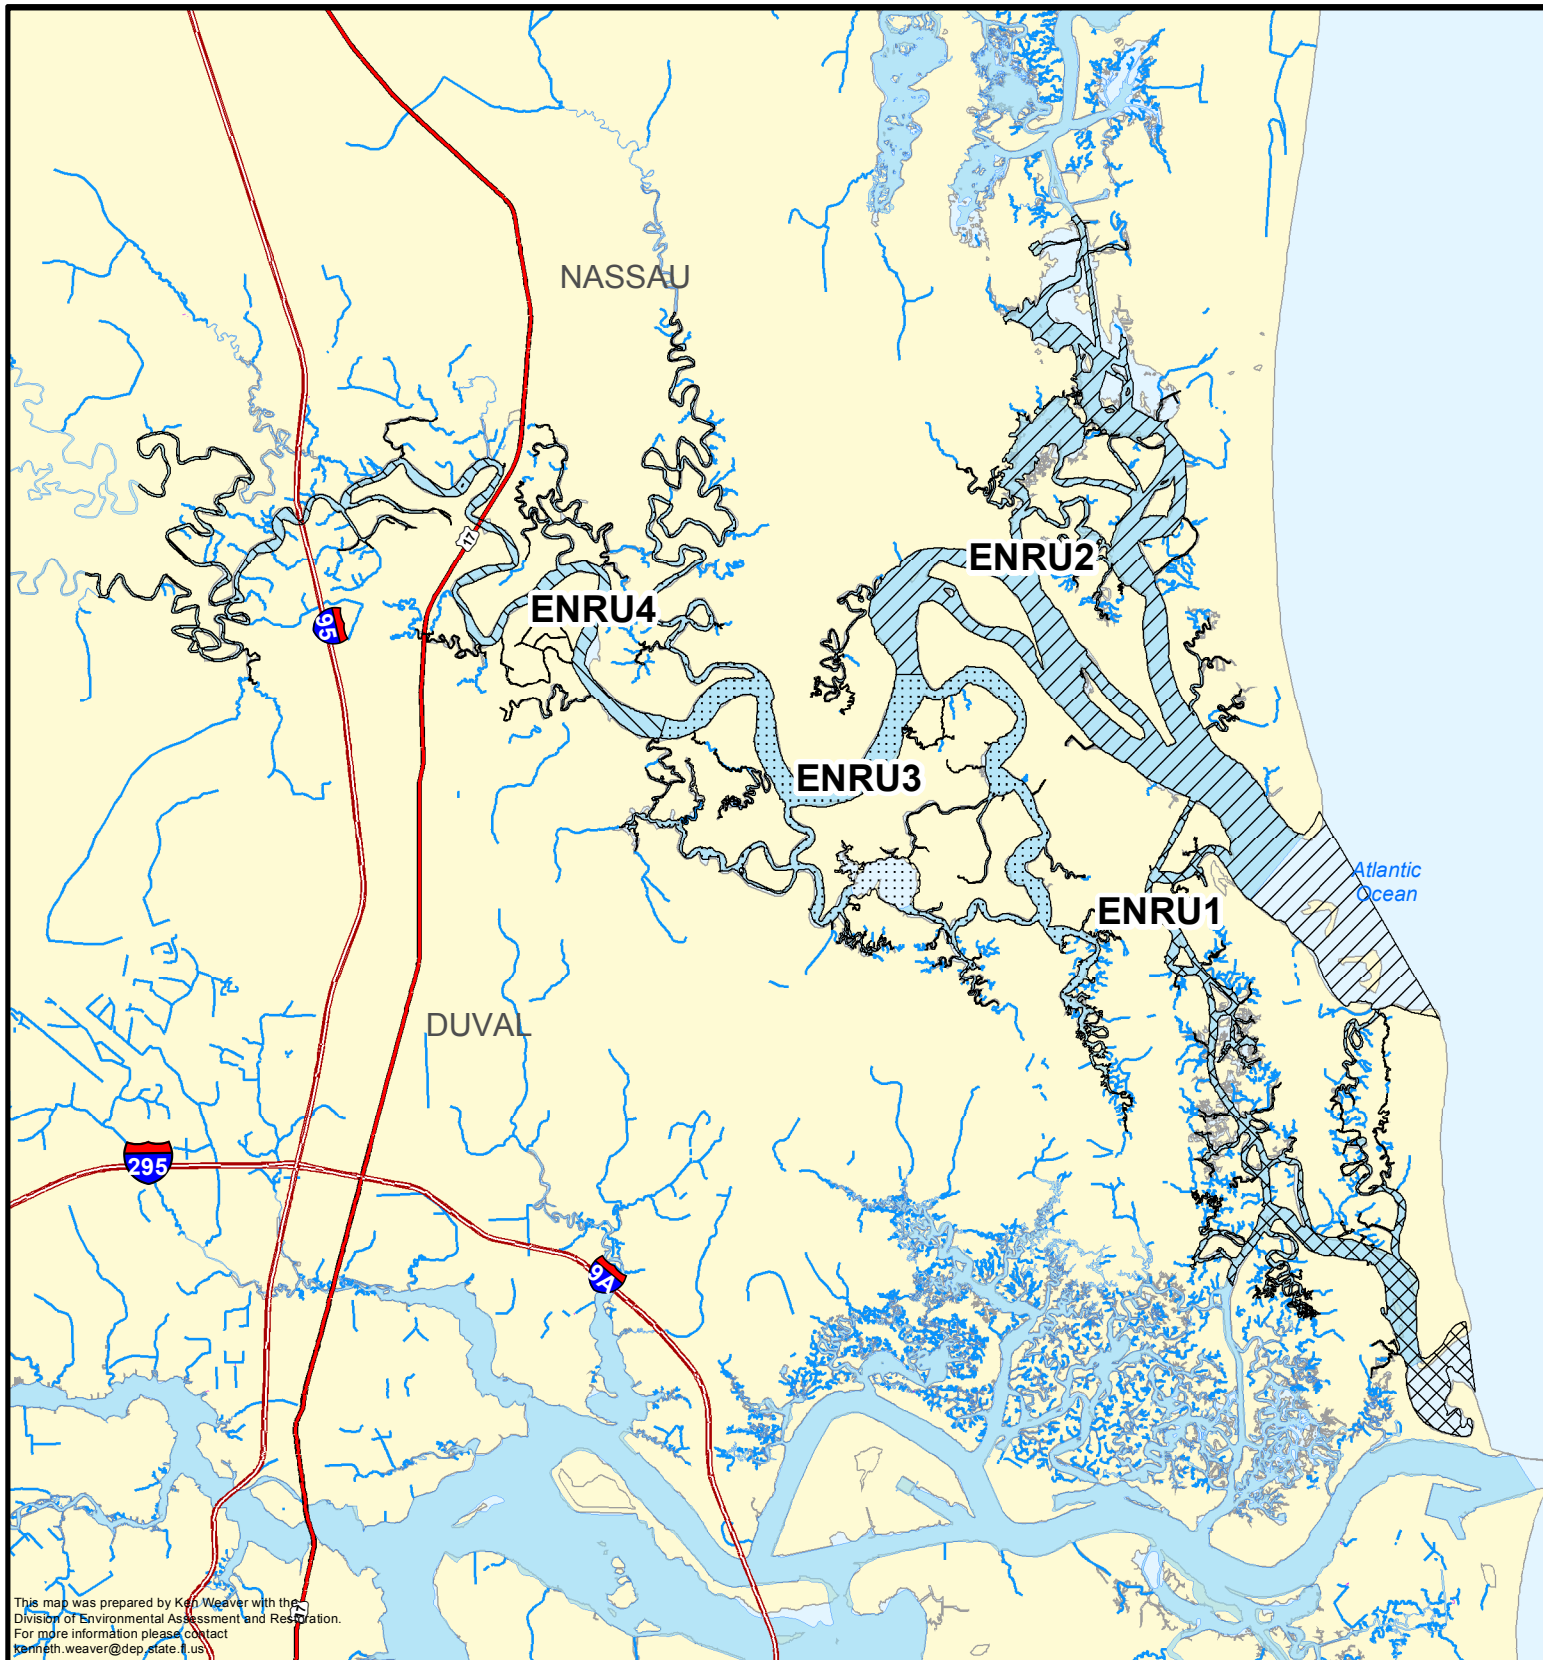 NASSAU
17
ENRU2
ENRU4
95
ENRU3
Atlantic
Ocean
ENRU1
DUVAL
295
9A
This map was prepared by Ken Weaver with the
Division of Environmental Assessment and Restoration.
For more information please contact
kenneth.weaver@dep.state.fl.us
17